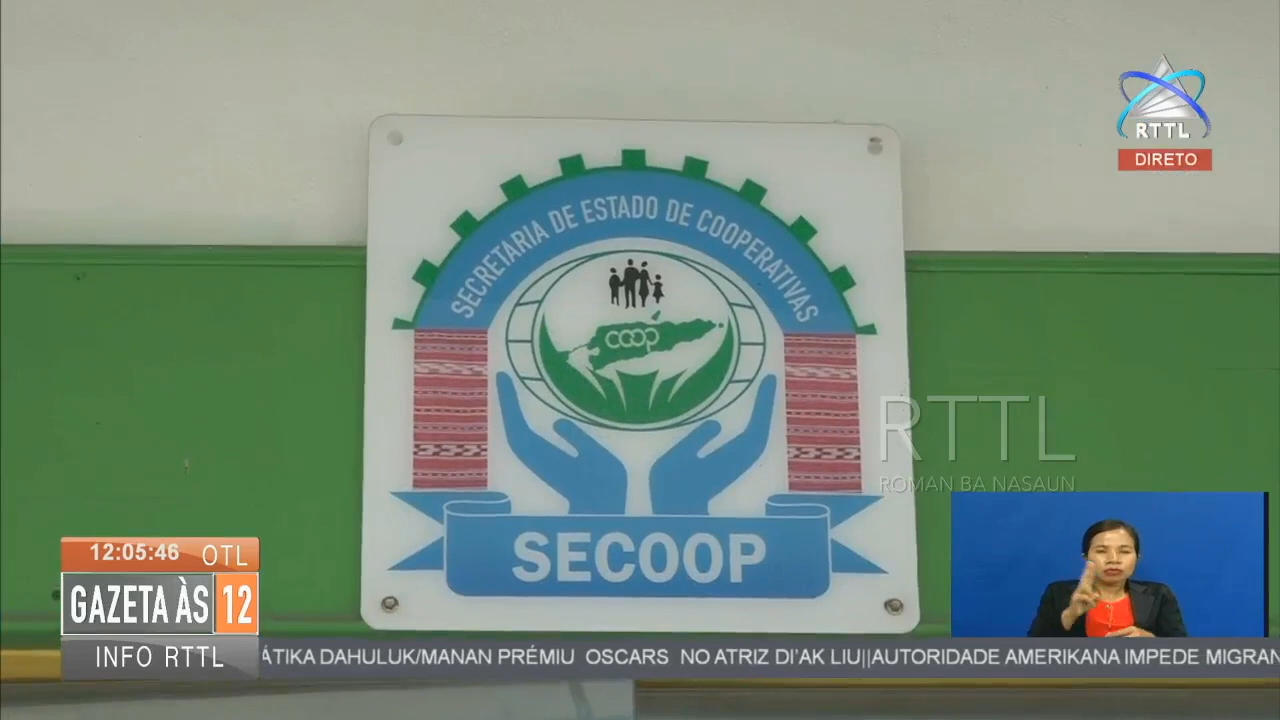 RTTL
DIRETO
SECRETARIA DE ESTADO DE COOPERATIVAS
coop
SECOOP
RTTL
ROMAN BA NASAUN
12:05:46 OTL
GAZETA ÀS 12
INFO RTTL
ÁTIKA DAHULUK/MANAN PRÉMIU OSCARS NO ATRIZ DI'AK LIU||AUTORIDADE AMERIKANA IMPEDE MIGRAN